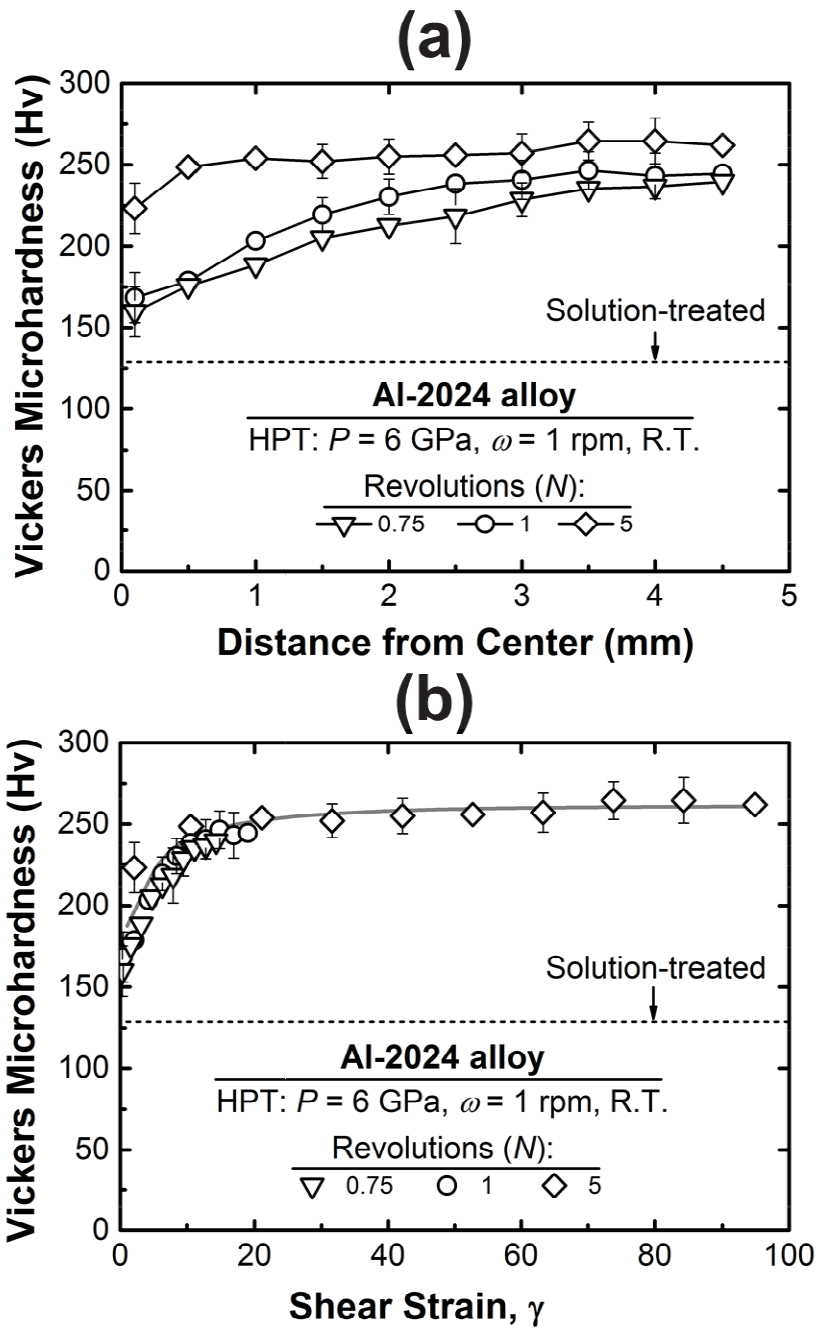 (a)
300
250
200
150
100
50
0
Vickers Microhardness (Hv)
Solution-treated
Al-2024 alloy
HPT: P = 6 GPa, ω = 1 rpm, R.T.
Revolutions (N):
0.75 1 5
0 1 2 3 4 5
Distance from Center (mm)
(b)
300
250
200
150
100
50
0
Vickers Microhardness (Hv)
Solution-treated
Al-2024 alloy
HPT: P = 6 GPa, ω = 1 rpm, R.T.
Revolutions (N):
0.75 1 5
0 20 40 60 80 100
Shear Strain, γ